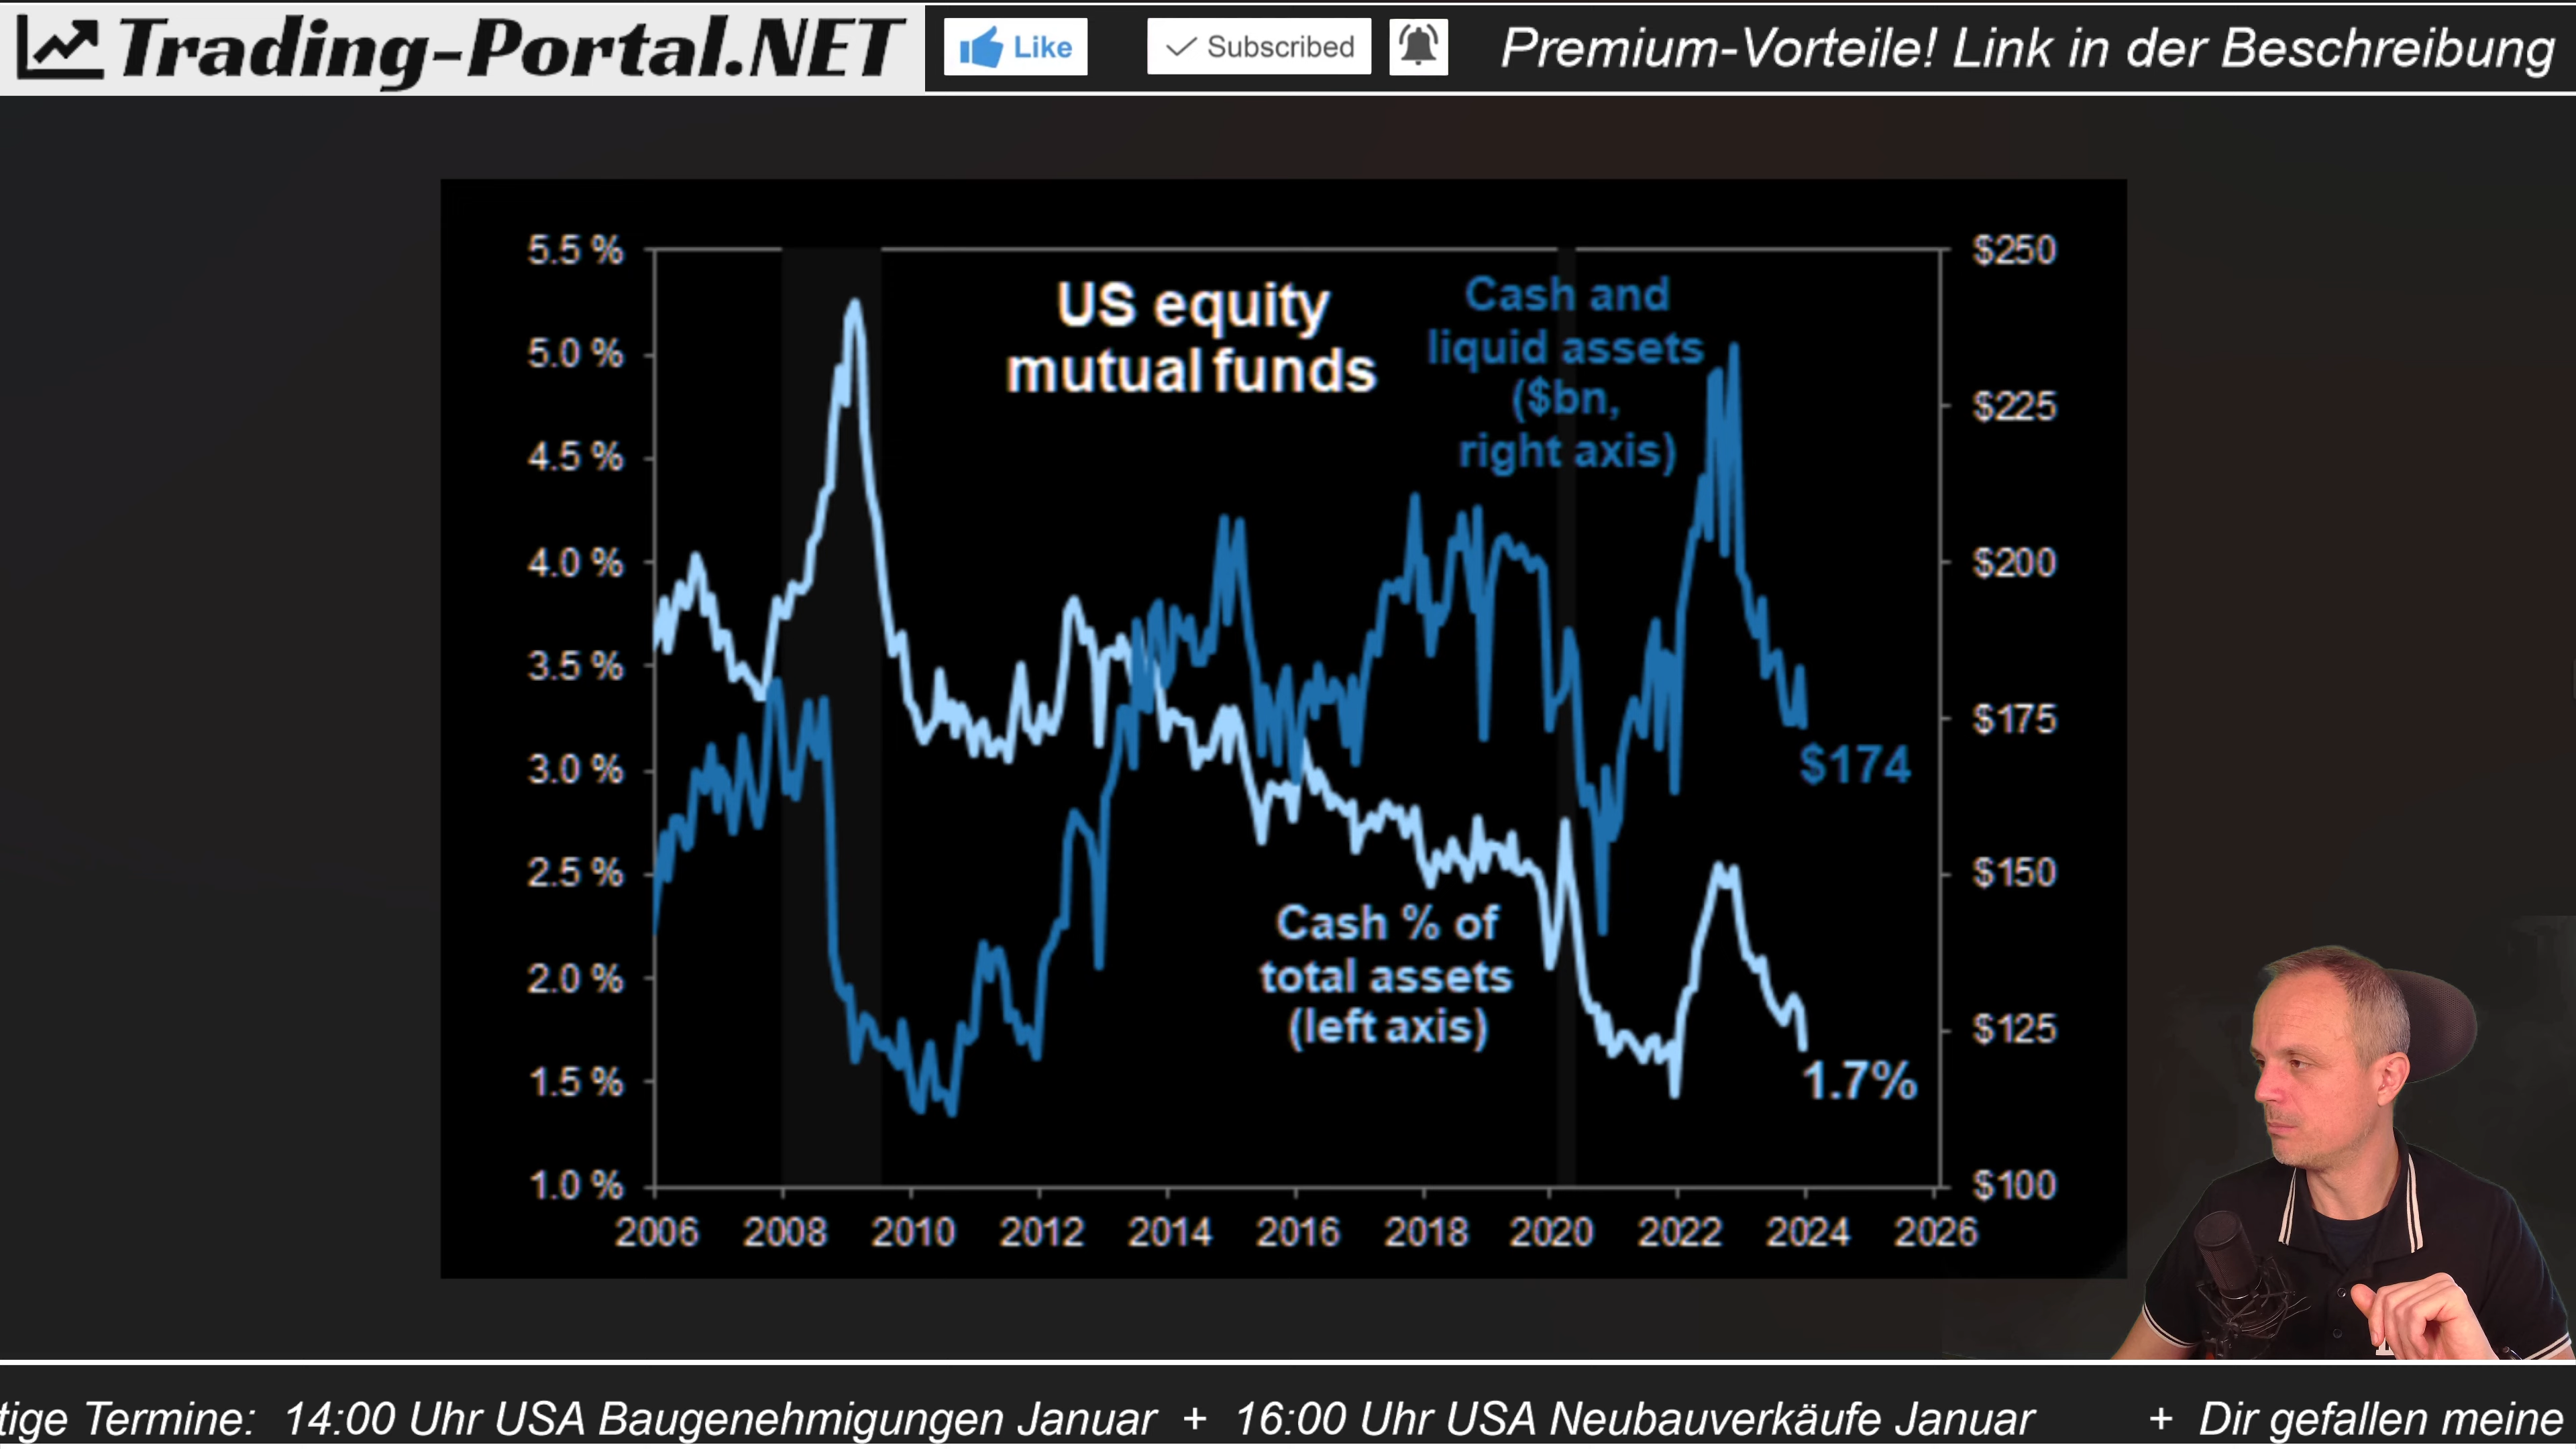 Trading-Portal.NET
Like
Subscribed
Premium-Vorteile! Link in der Beschreibung
US equity
mutual funds
Cash and
liquid assets
($bn,
right axis)
5.5 %
5.0 %
4.5 %
4.0 %
3.5 %
3.0 %
2.5 %
2.0 %
1.5 %
1.0 %
$250
$225
$200
$175
$150
$125
$100
$174
Cash % of
total assets
(left axis)
1.7%
2006 2008 2010 2012 2014 2016 2018 2020 2022 2024 2026
tige Termine: 14:00 Uhr USA Baugenehmigungen Januar + 16:00 Uhr USA Neubauverkäufe Januar + Dir gefallen meine